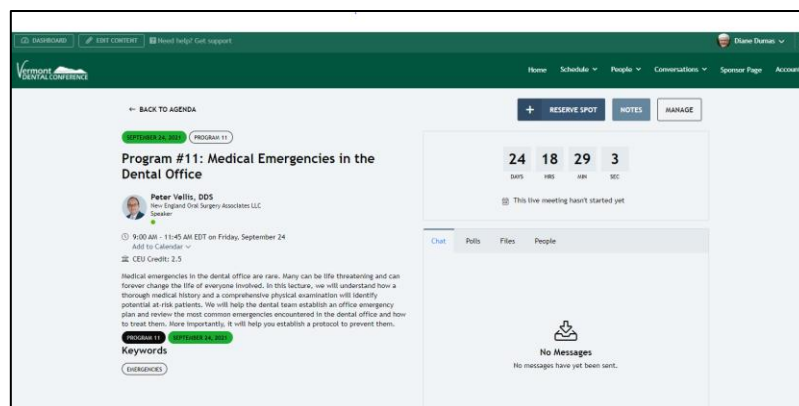 DASHBOARD
EDIT CONTENT
Need help? Get support
Diane Dumas
Vermont
DENTAL CONFERENCE
Home
Schedule
People
Conversations
Sponsor Page
Account
← BACK TO AGENDA
+ RESERVE SPOT
NOTES
MANAGE
SEPTEMBER 24, 2021
PROGRAM 11
Program #11: Medical Emergencies in the
Dental Office
Peter Vellis, DDS
New England Oral Surgery Associates LLC
Speaker
9:00 AM - 11:45 AM EDT on Friday, September 24
Add to Calendar
CEU Credit: 2.5
Medical emergencies in the dental office are rare. Many can be life threatening and can
forever change the life of everyone involved. In this lecture, we will understand how a
thorough medical history and a comprehensive physical examination will identify
potential at-risk patients. We will help the dental team establish an office emergency
plan and review the most common emergencies encountered in the dental office and how
to treat them. More importantly, it will help you establish a protocol to prevent them.
PROGRAM 11
SEPTEMBER 24, 2021
Keywords
EMERGENCIES
24 18 29 3
DAYS HRS MIN SEC
This live meeting hasn't started yet
Chat
Polls
Files
People
No Messages
No messages have yet been sent.